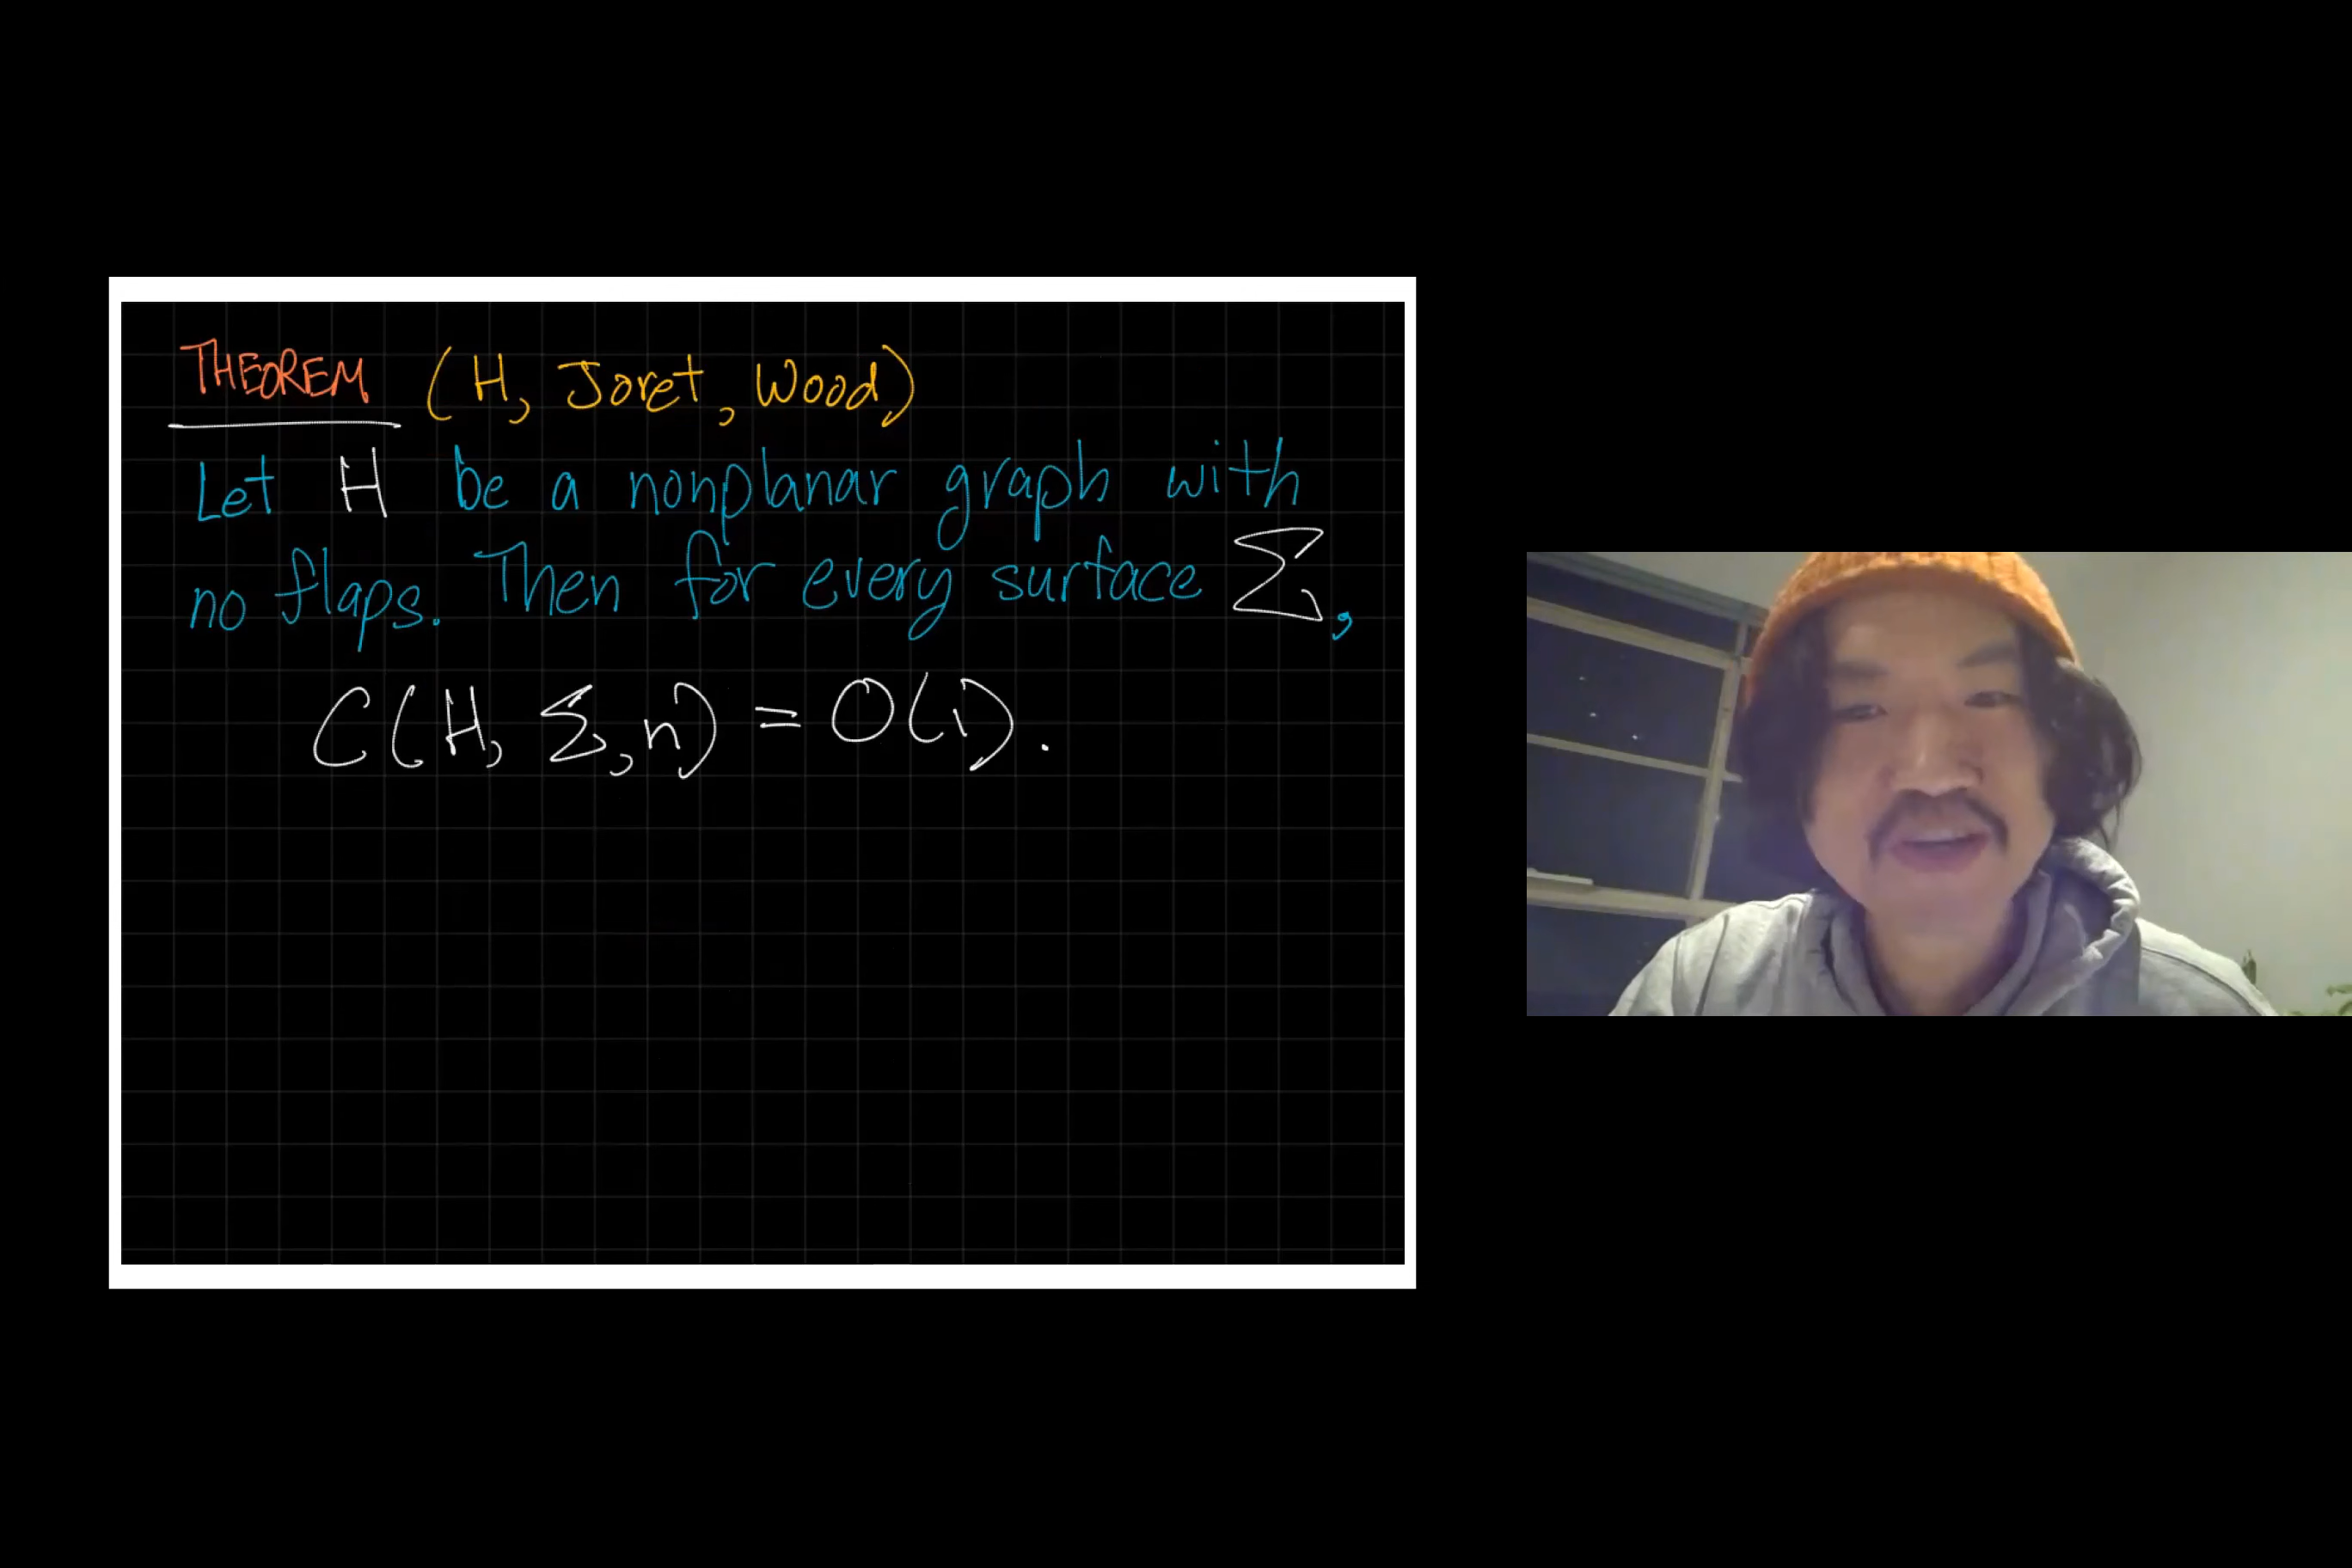 THEOREM (H, Joret, Wood)
Let H be a nonplanar graph with
no flaps. Then for every surface Σ,
C(H, Σ, n) = O(1).